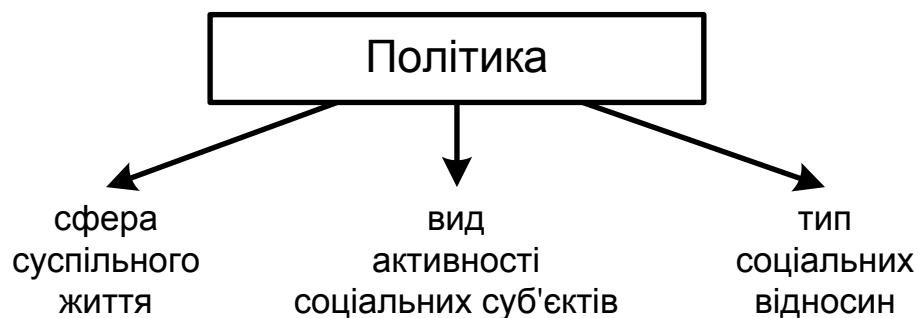 Політика
сфера
суспільного
життя
вид
активності
соціальних суб'єктів
тип
соціальних
відносин